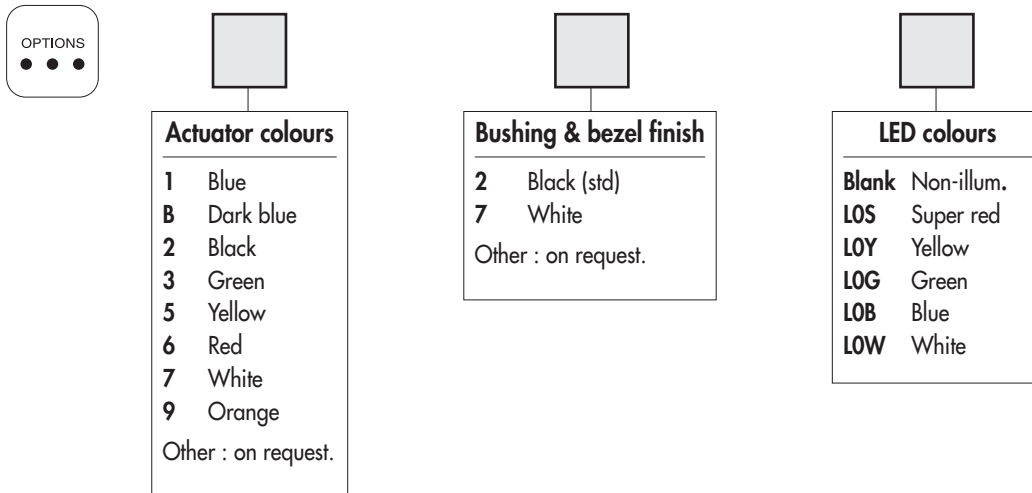 OPTIONS
Actuator colours
1 Blue
B Dark blue
2 Black
3 Green
5 Yellow
6 Red
7 White
9 Orange
Other : on request.
Bushing & bezel finish
2 Black (std)
7 White
Other : on request.
LED colours
Blank Non-illum.
L0S Super red
L0Y Yellow
L0G Green
L0B Blue
L0W White